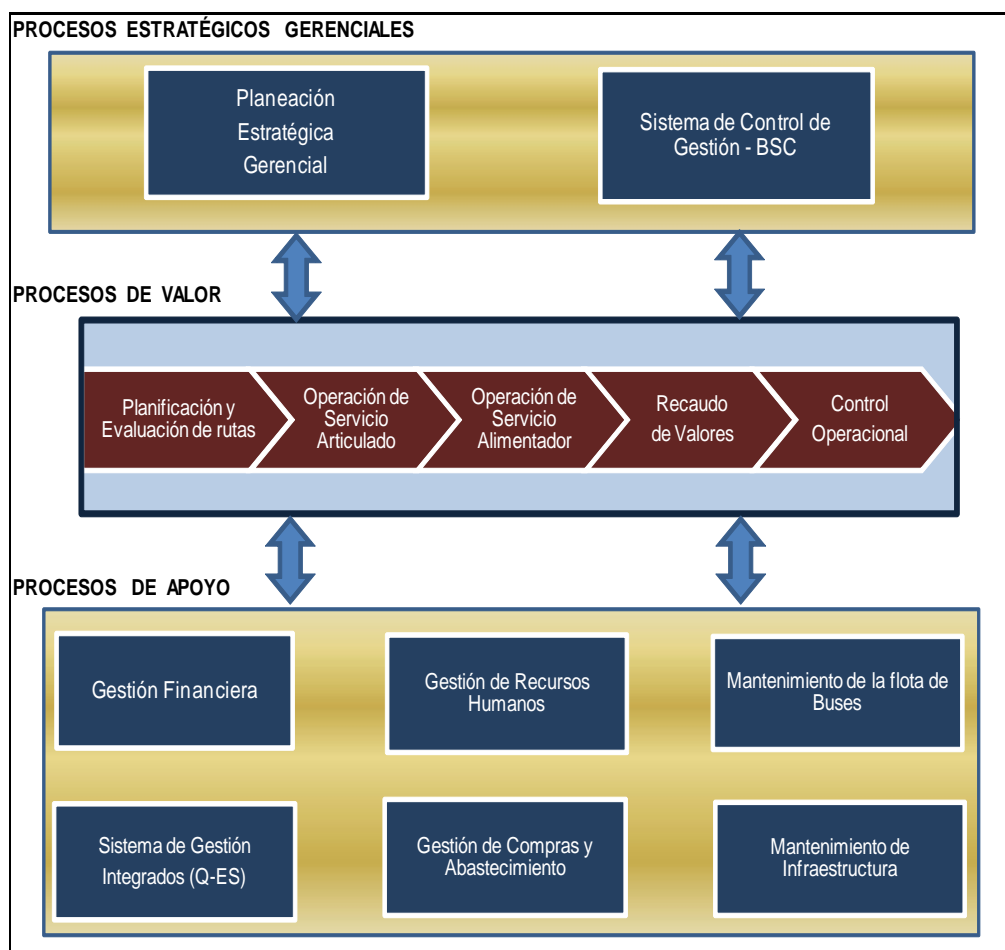 PROCESOS ESTRATÉGICOS GERENCIALES
Planeación
Estratégica
Gerencial
Sistema de Control de
Gestión - BSC
PROCESOS DE VALOR
Planificación y
Evaluación de rutas
Operación de
Servicio
Articulado
Operación de
Servicio
Alimentador
Recaudo
de Valores
Control
Operacional
PROCESOS DE APOYO
Gestión Financiera
Gestión de Recursos
Humanos
Mantenimiento de la flota de
Buses
Sistema de Gestión
Integrados (Q-ES)
Gestión de Compras y
Abastecimiento
Mantenimiento de
Infraestructura